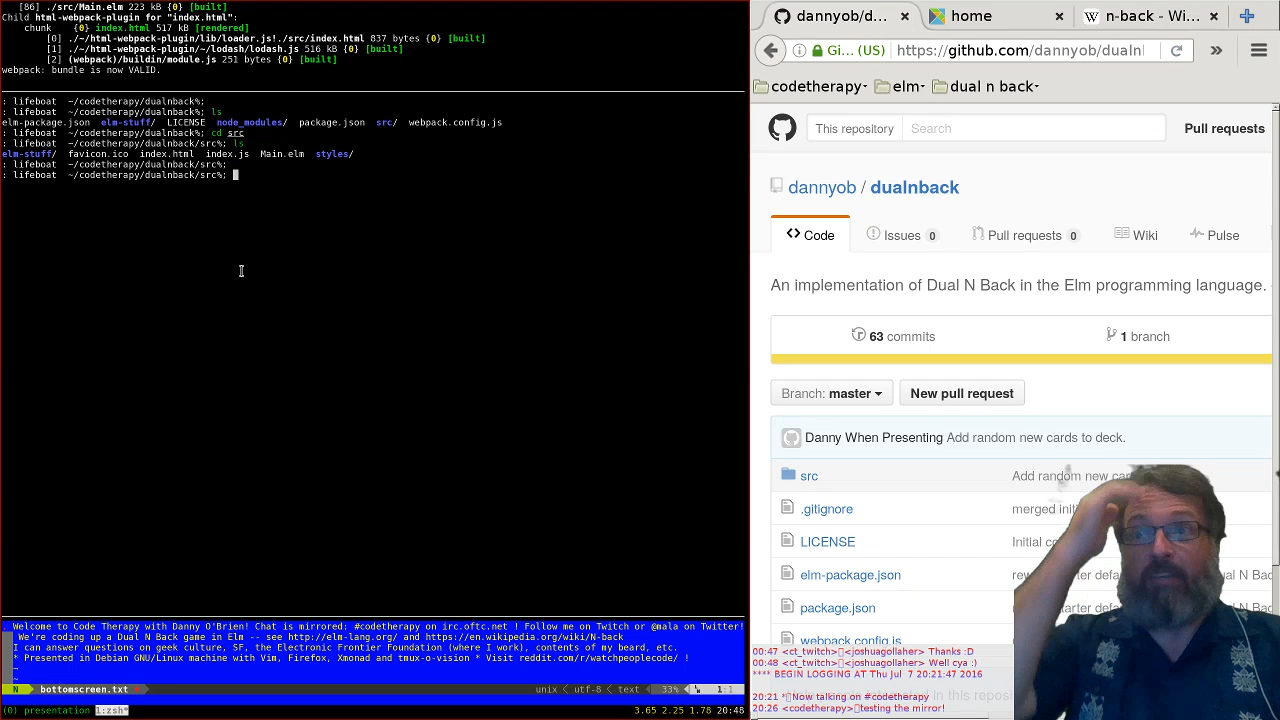 [86] ./src/Main.elm 223 kB {0} [built]
Child html-webpack-plugin for "index.html":
chunk    {0} index.html 517 kB [rendered]
[0] ./~/html-webpack-plugin/lib/loader.js!./src/index.html 837 bytes {0} [built]
[1] ./~/html-webpack-plugin/~/lodash/lodash.js 516 kB {0} [built]
[2] (webpack)/buildin/module.js 251 bytes {0} [built]
webpack: bundle is now VALID.
: lifeboat  ~/codetherapy/dualnback%;
: lifeboat  ~/codetherapy/dualnback%; ls
elm-package.json  elm-stuff/  LICENSE  node_modules/  package.json  src/  webpack.config.js
: lifeboat  ~/codetherapy/dualnback%; cd src
: lifeboat  ~/codetherapy/dualnback/src%; ls
elm-stuff/  favicon.ico  index.html  index.js  Main.elm  styles/
: lifeboat  ~/codetherapy/dualnback/src%;
: lifeboat  ~/codetherapy/dualnback/src%;
Welcome to Code Therapy with Danny O'Brien! Chat is mirrored: #codetherapy on irc.oftc.net ! Follow me on Twitch or @mala on Twitter!
We're coding up a Dual N Back game in Elm -- see http://elm-lang.org/ and https://en.wikipedia.org/wiki/N-back
I can answer questions on geek culture, SF, the Electronic Frontier Foundation (where I work), contents of my beard, etc.
* Presented in Debian GNU/Linux machine with Vim, Firefox, Xmonad and tmux-o-vision * Visit reddit.com/r/watchpeoplecode/ !
~
~
N  bottomscreen.txt  unix  utf-8  text  33%  1:1
(0) presentation  1:zsh*  3.65 2.25 1.78 20:48
dannyob/d...  home  n-back - Wi...
Gi... (US)  https://github.com/dannyob/dualn
codetherapy  elm  dual n back
This repository  Search  Pull requests
dannyob / dualnback
Code  Issues 0  Pull requests 0  Wiki  Pulse
An implementation of Dual N Back in the Elm programming language.
63 commits  1 branch
Branch: master  New pull request
Danny When Presenting Add random new cards to deck.
src  Add random new car
.gitignore  merged init
LICENSE  Initial co
elm-package.json
package.json
webpack.config.js
00:47 <ct_twitch> <joshuagollaher> Thanks :D
00:48 <ct_twitch> <joshuagollaher> Well cya :)
**** BEGIN LOGGING AT Thu Jul  7 20:21:47 2016
20:21 * Now talking on #codetherapy
20:26 <codetherapy> testing the mirror!